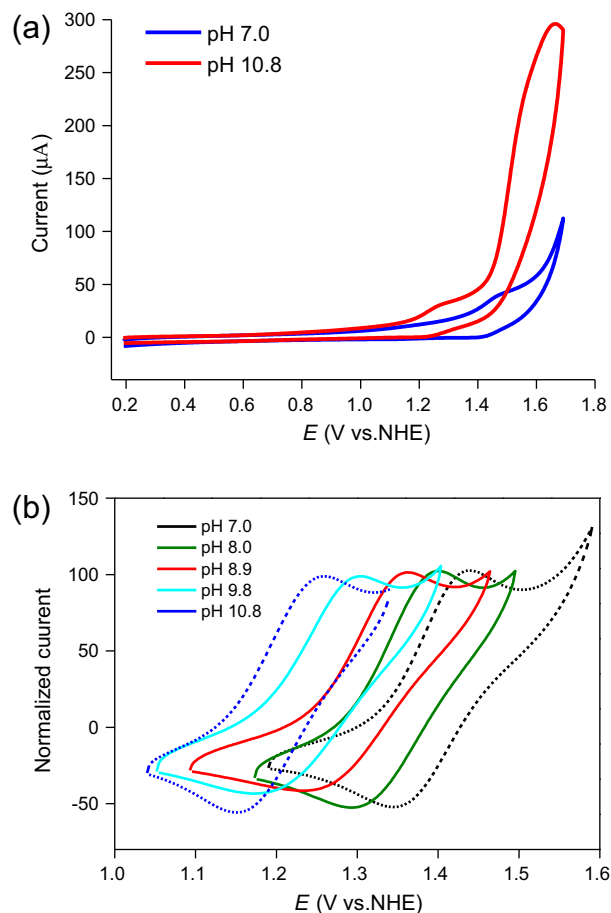 (a)
pH 7.0
pH 10.8
Current (μA)
300
250
200
150
100
50
0
0.2 0.4 0.6 0.8 1.0 1.2 1.4 1.6 1.8
E (V vs.NHE)
(b)
pH 7.0
pH 8.0
pH 8.9
pH 9.8
pH 10.8
Normalized cuurent
150
100
50
0
-50
1.0 1.1 1.2 1.3 1.4 1.5 1.6
E (V vs.NHE)